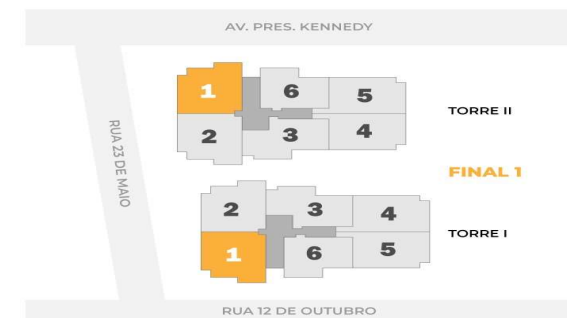 AV. PRES. KENNEDY
RUA 23 DE MAIO
1 6 5
TORRE II
2 3 4
FINAL 1
2 3 4
TORRE I
1 6 5
RUA 12 DE OUTUBRO